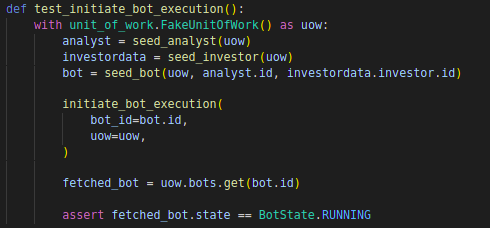 def test_initiate_bot_execution():
    with unit_of_work.FakeUnitOfWork() as uow:
        analyst = seed_analyst(uow)
        investordata = seed_investor(uow)
        bot = seed_bot(uow, analyst.id, investordata.investor.id)

        initiate_bot_execution(
            bot_id=bot.id,
            uow=uow,
        )

        fetched_bot = uow.bots.get(bot.id)

        assert fetched_bot.state == BotState.RUNNING